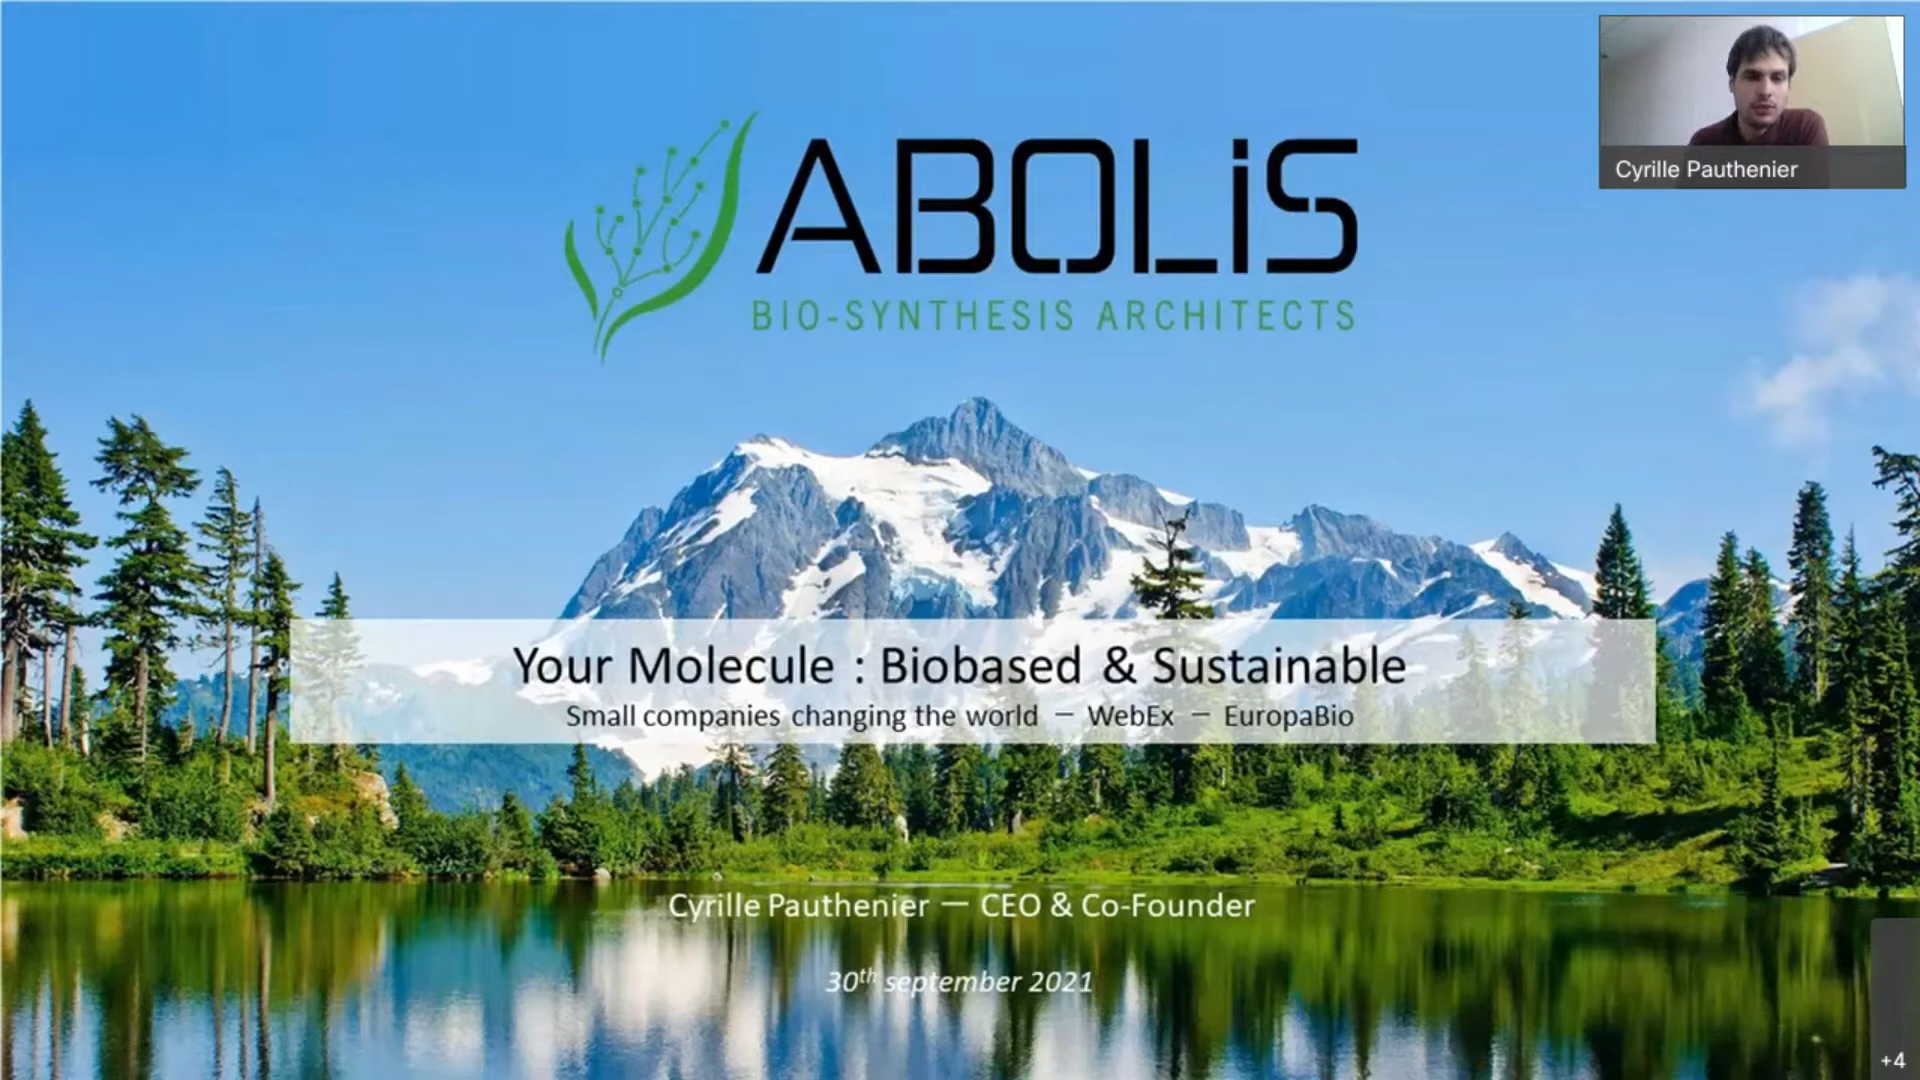 ABOLiS
BIO-SYNTHESIS ARCHITECTS
Cyrille Pauthenier
Your Molecule : Biobased & Sustainable
Small companies changing the world – WebEx – EuropaBio
Cyrille Pauthenier – CEO & Co-Founder
30th september 2021
+4